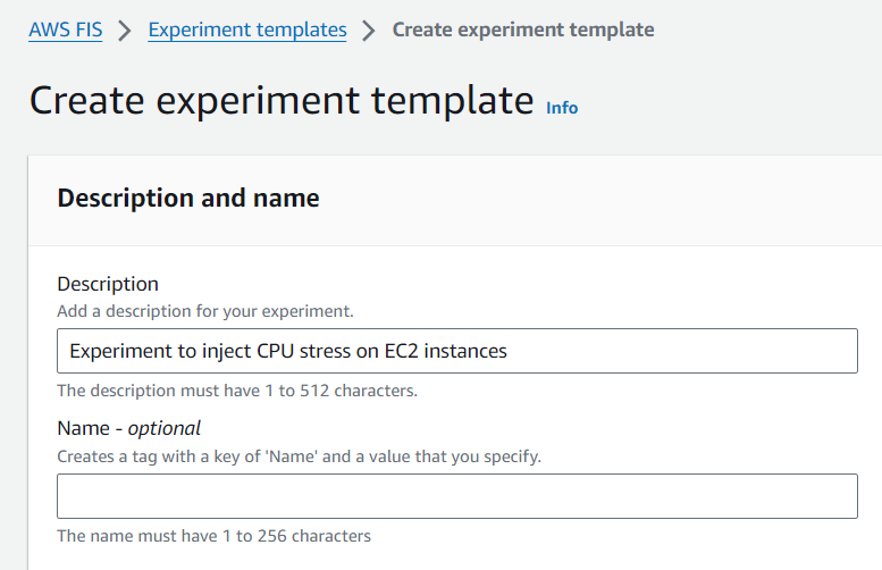 AWS FIS > Experiment templates > Create experiment template
Create experiment template Info
Description and name
Description
Add a description for your experiment.
Experiment to inject CPU stress on EC2 instances
The description must have 1 to 512 characters.
Name - optional
Creates a tag with a key of 'Name' and a value that you specify.
The name must have 1 to 256 characters